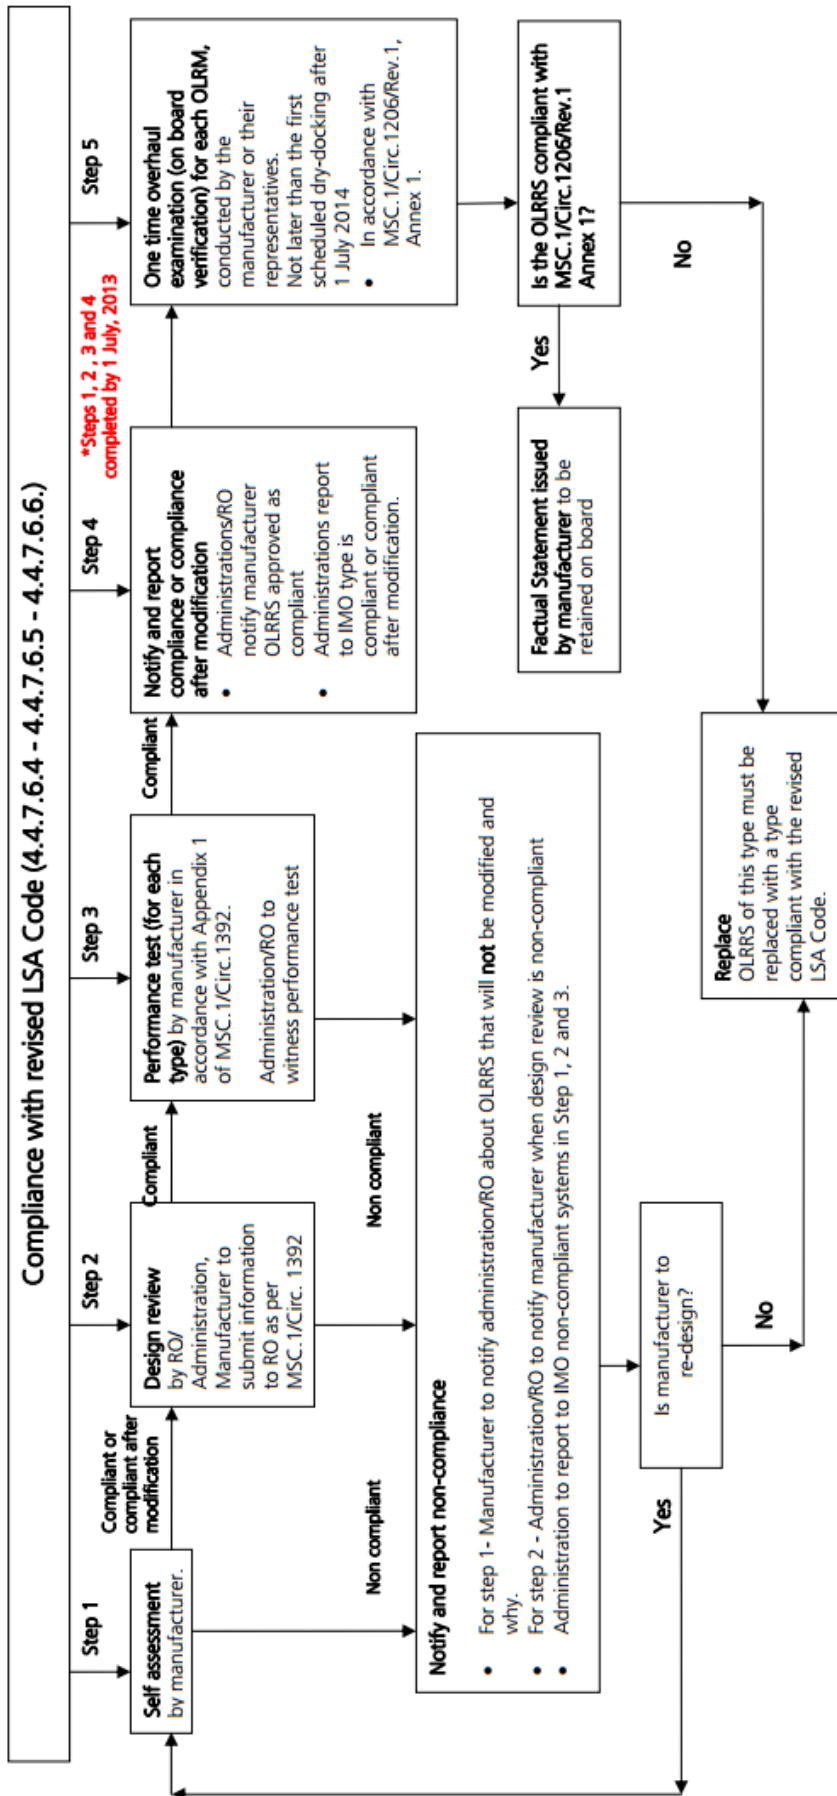 Compliance with revised LSA Code (4.4.7.6.4 - 4.4.7.6.5 - 4.4.7.6.6.)
Step 1
Step 2
Step 3
Step 4
*Steps 1, 2 , 3 and 4
completed by 1 July, 2013
Step 5
Self assessment
by manufacturer.
Compliant or
compliant after
modification
Design review
by RO/
Administration,
Manufacturer to
submit information
to RO as per
MSC.1/Circ. 1392
Compliant
Performance test (for each
type) by manufacturer in
accordance with Appendix 1
of MSC.1/Circ.1392.
Administration/RO to
witness performance test
Compliant
Notify and report
compliance or compliance
after modification
• Administrations/RO
notify manufacturer
OLRRS approved as
compliant
• Administrations report
to IMO type is
compliant or compliant
after modification.
One time overhaul
examination (on board
verification) for each OLRM,
conducted by the
manufacturer or their
representatives.
Not later than the first
scheduled dry-docking after
1 July 2014
• In accordance with
MSC.1/Circ.1206/Rev.1,
Annex 1.
Non compliant
Non compliant
Notify and report non-compliance
• For step 1- Manufacturer to notify administration/RO about OLRRS that will not be modified and
why.
• For step 2 - Administration/RO to notify manufacturer when design review is non-compliant
• Administration to report to IMO non-compliant systems in Step 1, 2 and 3.
Factual Statement issued
by manufacturer to be
retained on board
Yes
Is the OLRRS compliant with
MSC.1/Circ.1206/Rev.1
Annex 1?
No
Is manufacturer to
re-design?
Yes
No
Replace
OLRRS of this type must be
replaced with a type
compliant with the revised
LSA Code.